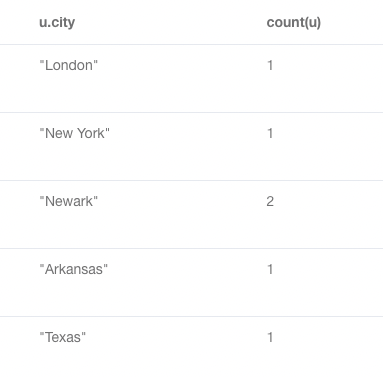 u.city count(u)
"London" 1
"New York" 1
"Newark" 2
"Arkansas" 1
"Texas" 1